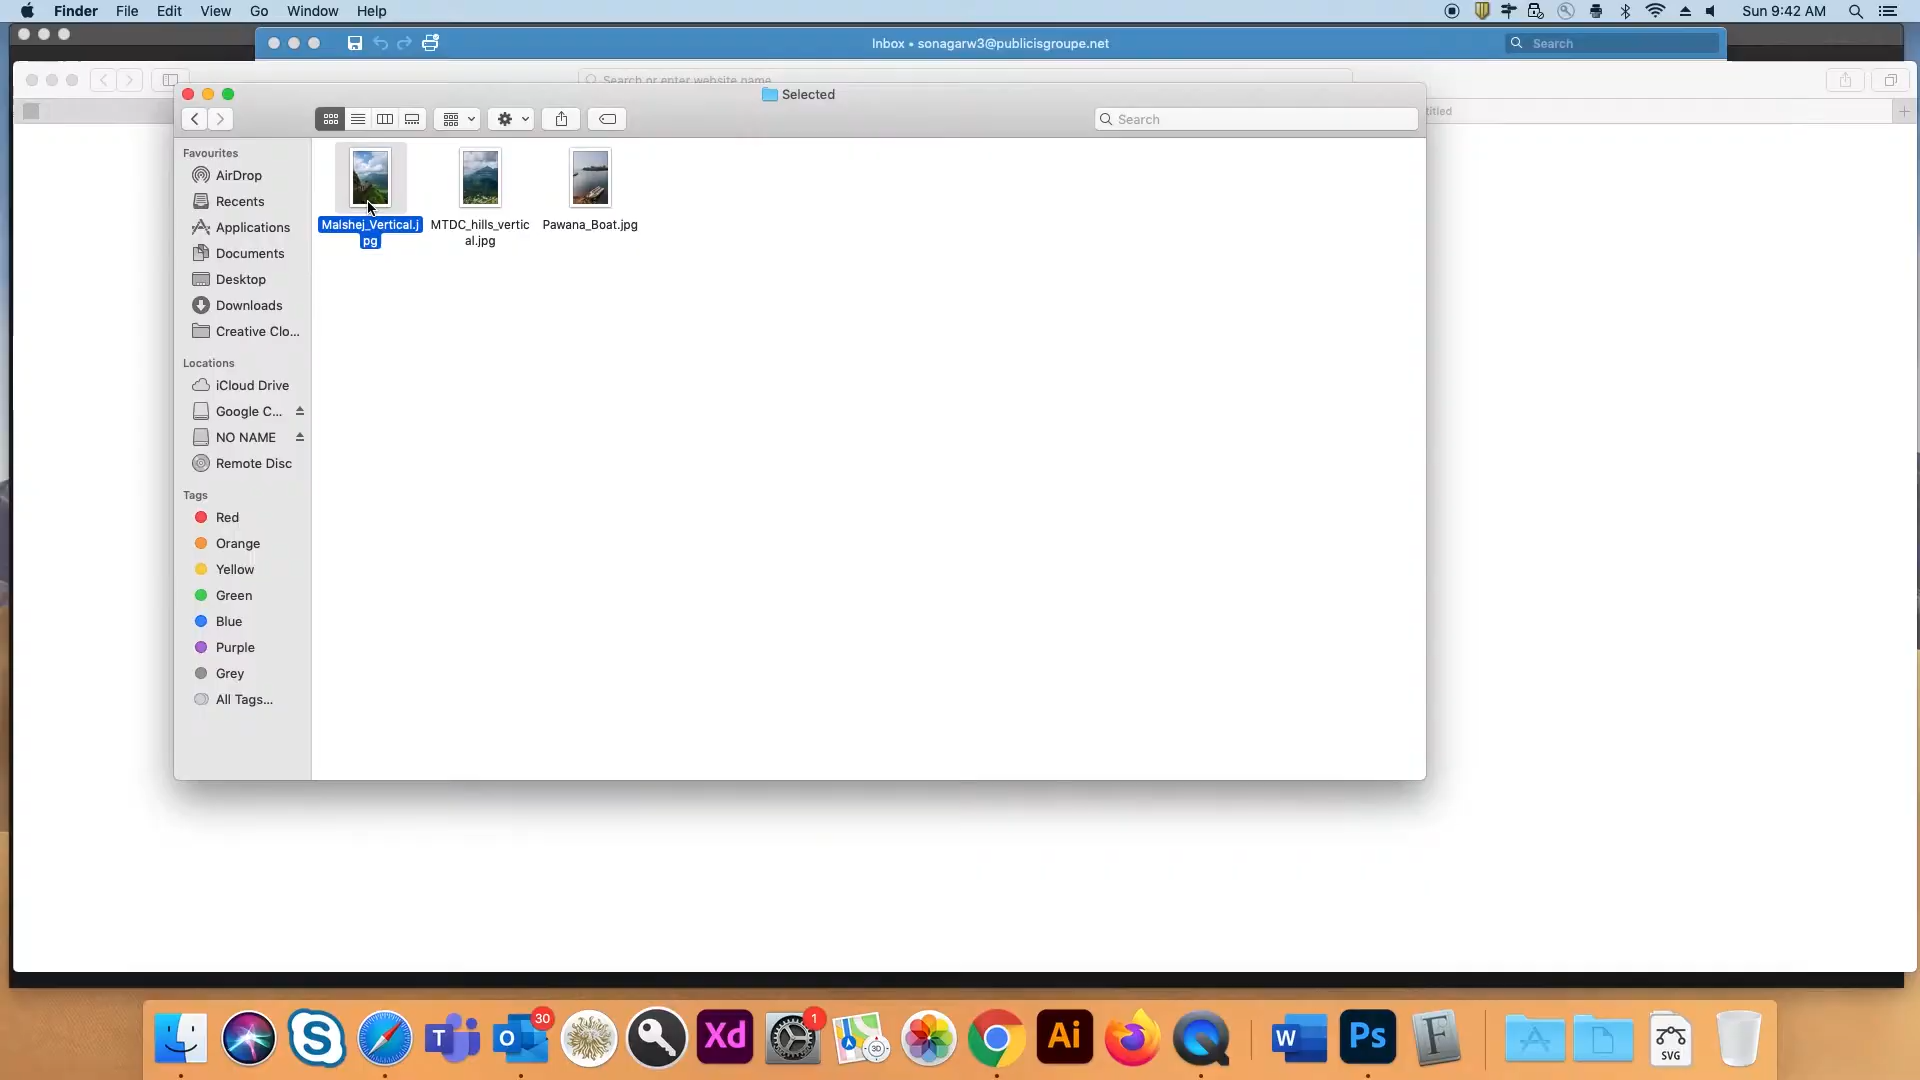 Finder File Edit View Go Window Help Sun 9:42 AM
Inbox • sonagarw3@publicisgroupe.net Search
Search or enter website name
Selected
Search
Favourites
AirDrop
Recents
Applications
Documents
Desktop
Downloads
Creative Clo...
Locations
iCloud Drive
Google C...
NO NAME
Remote Disc
Tags
Red
Orange
Yellow
Green
Blue
Purple
Grey
All Tags...
Malshej_Vertical.j
pg
MTDC_hills_vertic
al.jpg
Pawana_Boat.jpg
30
1
S
T
O
Xd
3D
Ai
W
Ps
F
SVG